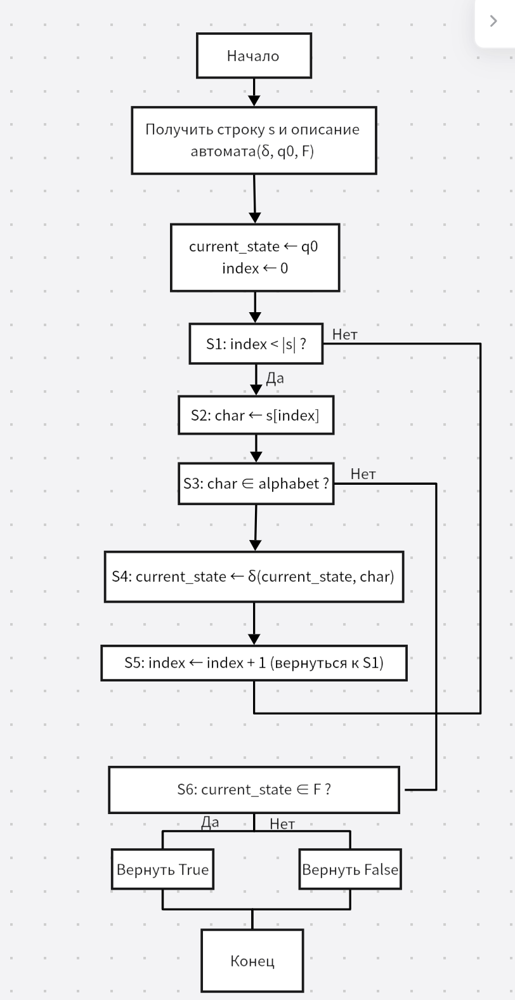 Начало
Получить строку s и описание
автомата(δ, q0, F)
current_state ← q0
index ← 0
S1: index < |s| ?
Нет
Да
S2: char ← s[index]
Нет
S3: char ∈ alphabet ?
S4: current_state ← δ(current_state, char)
S5: index ← index + 1 (вернуться к S1)
S6: current_state ∈ F ?
Да
Нет
Вернуть True
Вернуть False
Конец